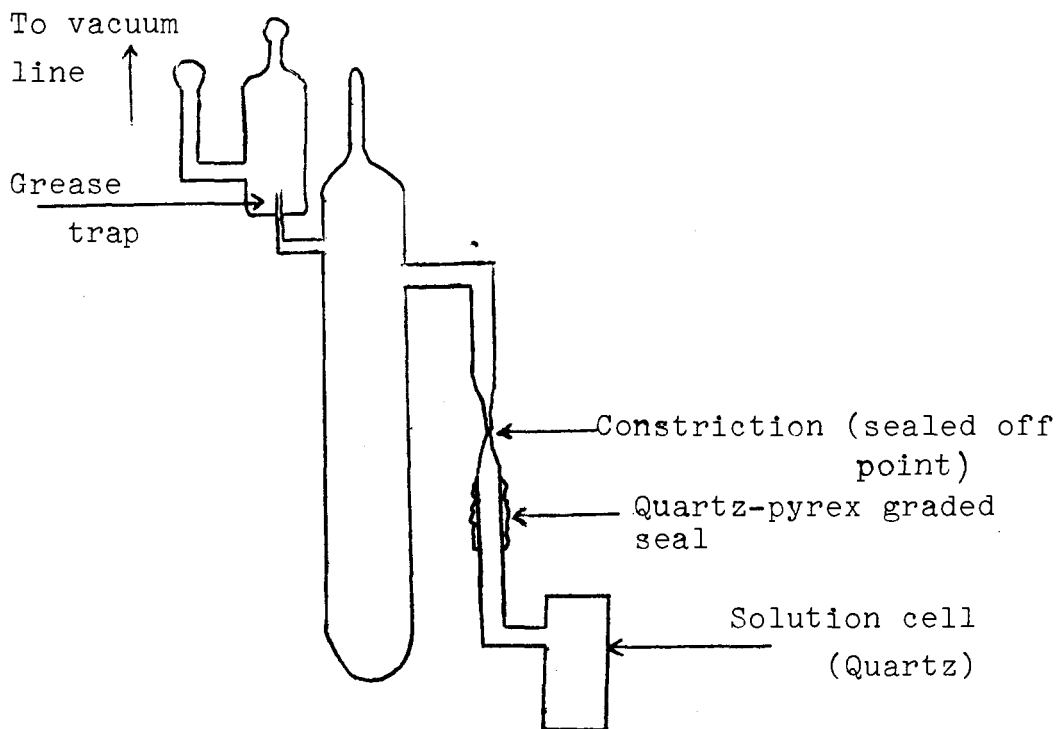 To vacuum
line
Grease
trap
Constriction (sealed off
point)
Quartz-pyrex graded
seal
Solution cell
(Quartz)